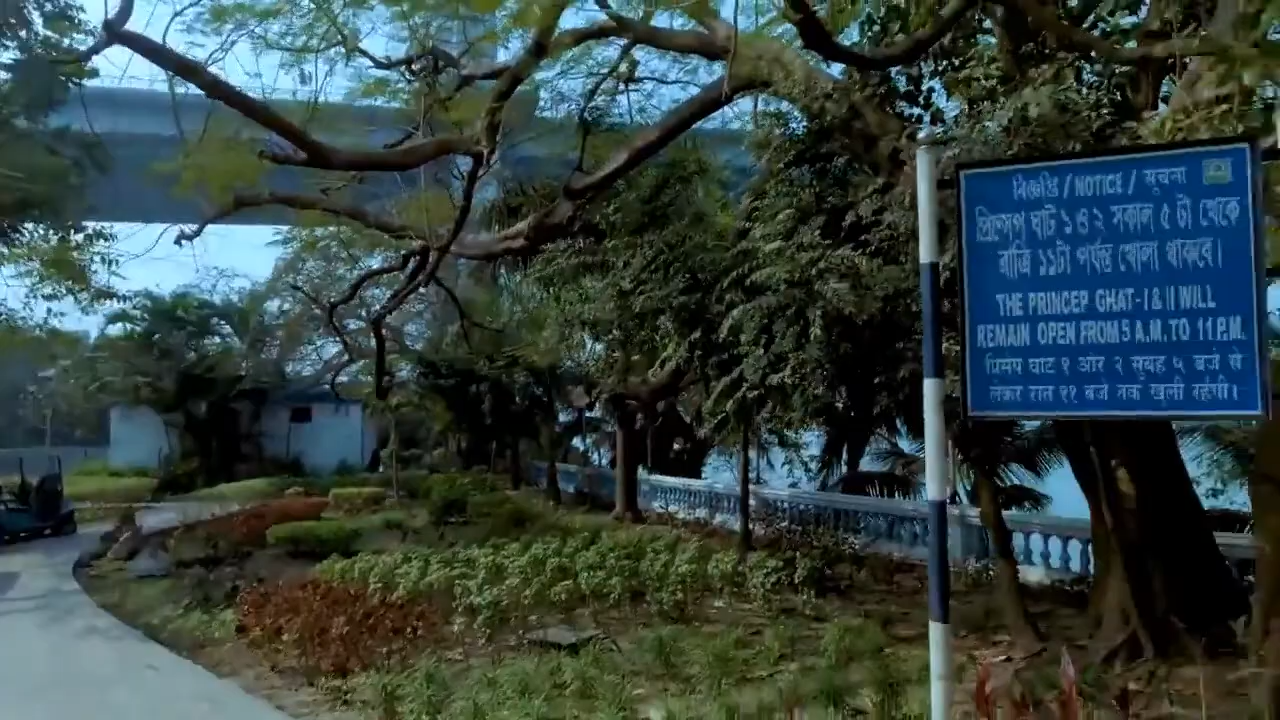 বিজ্ঞপ্তি / NOTICE / सूचना
প্রিন্সেপ ঘাট ১ ও ২ সকাল ৫ টা থেকে
রাত্রি ১১টা পর্যন্ত খোলা থাকবে।
THE PRINCEP GHAT - I & II WILL
REMAIN OPEN FROM 5 A.M. TO 11 P.M.
प्रिंसेप घाट १ और २ सुबह ५ बजे से
लेकर रात ११ बजे तक खुली रहेगी।